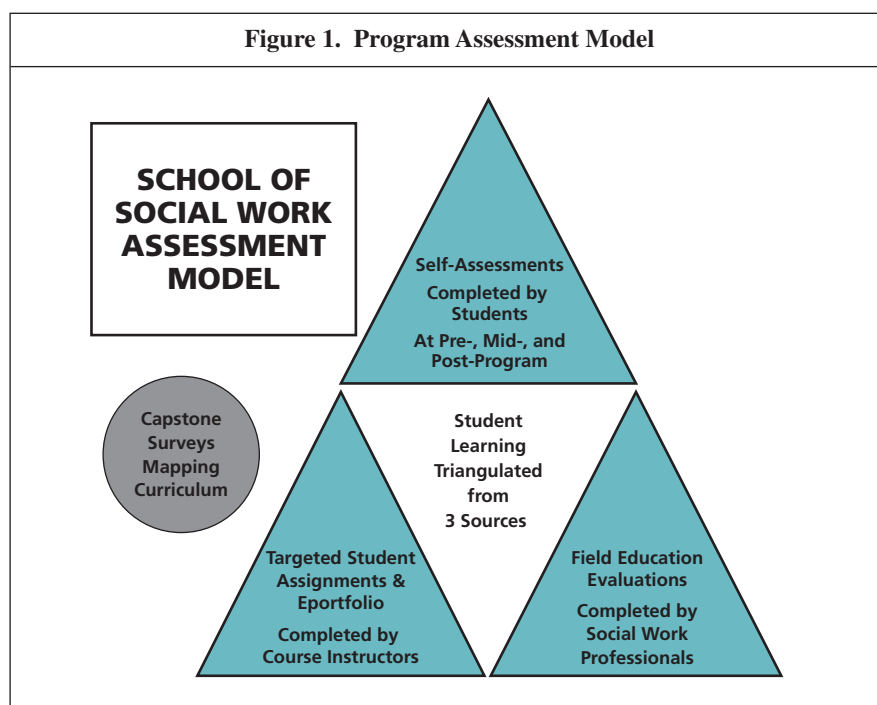 Figure 1. Program Assessment Model
SCHOOL OF
SOCIAL WORK
ASSESSMENT
MODEL
Self-Assessments
Completed by
Students
At Pre-, Mid-, and
Post-Program
Capstone
Surveys
Mapping
Curriculum
Student
Learning
Triangulated
from
3 Sources
Targeted Student
Assignments &
Eportfolio
Completed by
Course Instructors
Field Education
Evaluations
Completed by
Social Work
Professionals